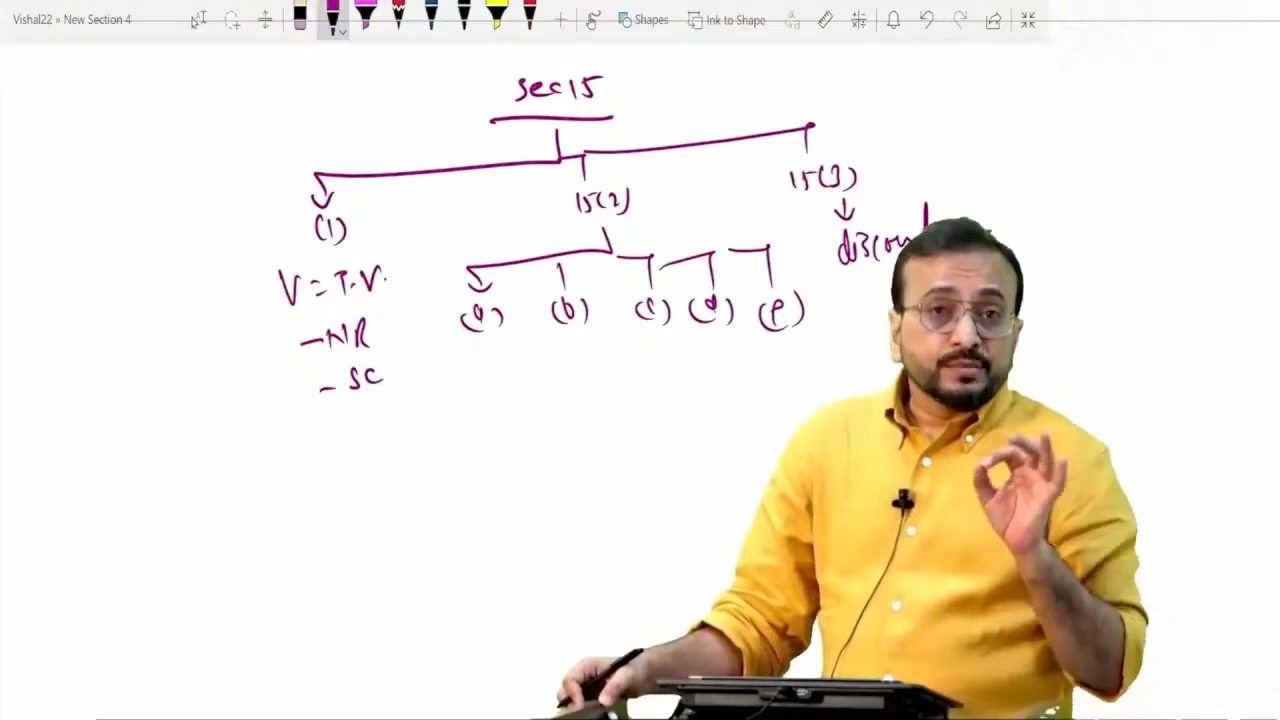 Vishal22 » New Section 4
Shapes
Ink to Shape
sec 15
(1)
15(2)
15(3)
V = T.V.
- NR
- SC
(a) (b) (c) (d) (e)